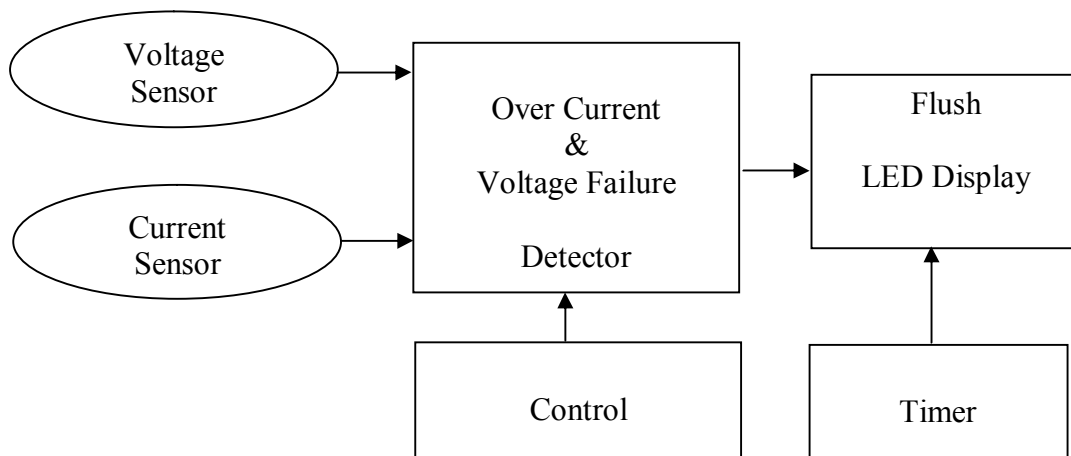 Voltage
Sensor
Current
Sensor
Over Current
&
Voltage Failure
Detector
Flush
LED Display
Control
Timer